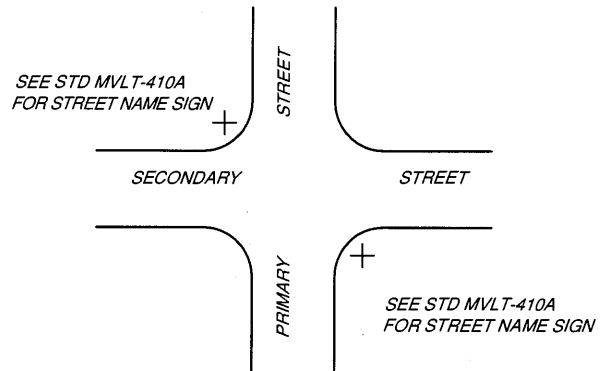 STREET
SEE STD MVLT-410A
FOR STREET NAME SIGN
SECONDARY STREET
PRIMARY
SEE STD MVLT-410A
FOR STREET NAME SIGN